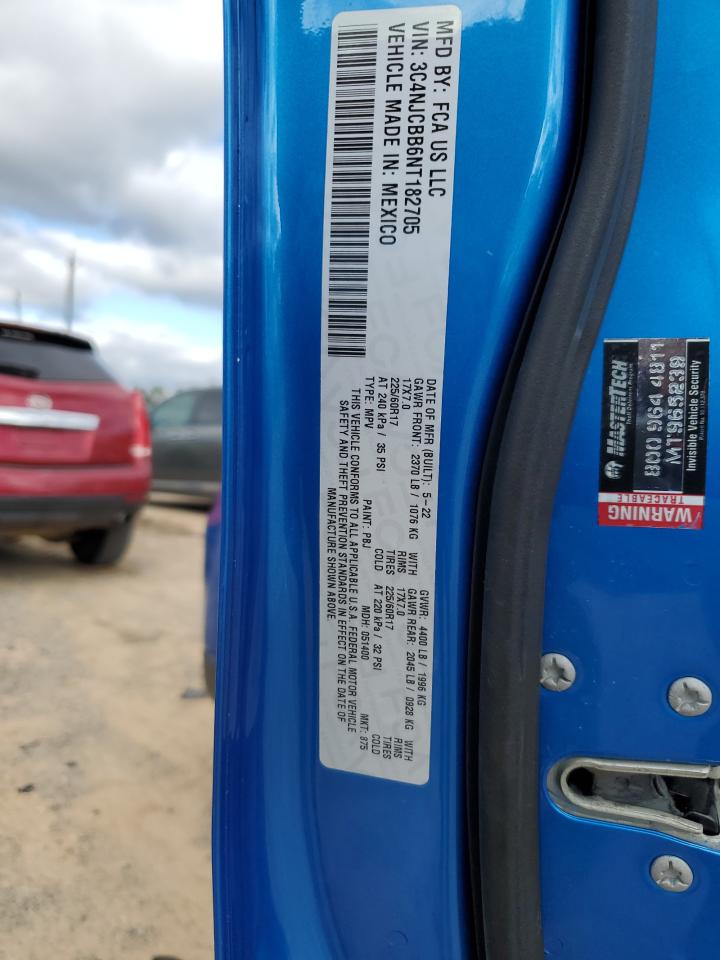 MFD BY: FCA US LLC
VIN: 3C4NJCBB6NT182705
VEHICLE MADE IN: MEXICO
DATE OF MFR (BUILT): 5-22 GVWR: 4400 LB / 1996 KG
GAWR FRONT: 2370 LB / 1076 KG WITH GAWR REAR: 2045 LB / 0928 KG WITH
17X7.0 RIMS 17X7.0 RIMS
225/60R17 TIRES 225/60R17 TIRES
AT 240 kPa / 35 PSI COLD AT 220 kPa / 32 PSI COLD
TYPE: MPV PAINT: PBJ MDH: 051400 MKT: 875
THIS VEHICLE CONFORMS TO ALL APPLICABLE U.S.A. FEDERAL MOTOR VEHICLE
SAFETY AND THEFT PREVENTION STANDARDS IN EFFECT ON THE DATE OF
MANUFACTURE SHOWN ABOVE.
WARNING
TRACEABLE
MASTERTECH
Invisible Vehicle Security
800 964 4811